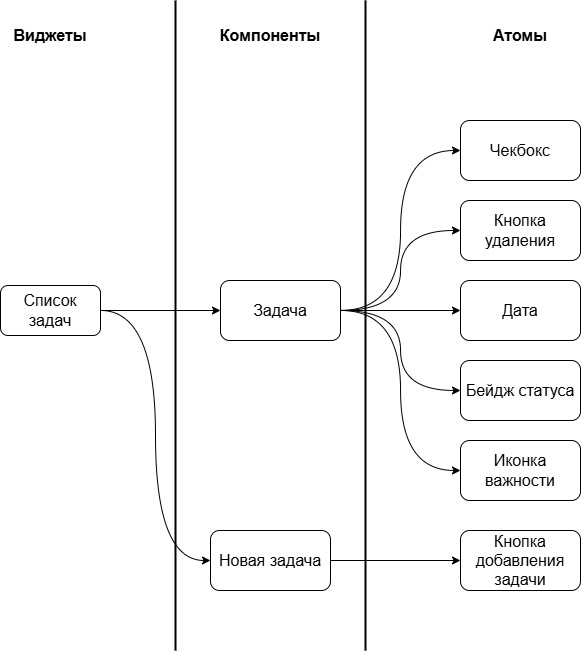 Виджеты
Компоненты
Атомы
Чекбокс
Кнопка
удаления
Список
задач
Задача
Дата
Бейдж статуса
Иконка
важности
Новая задача
Кнопка
добавления
задачи